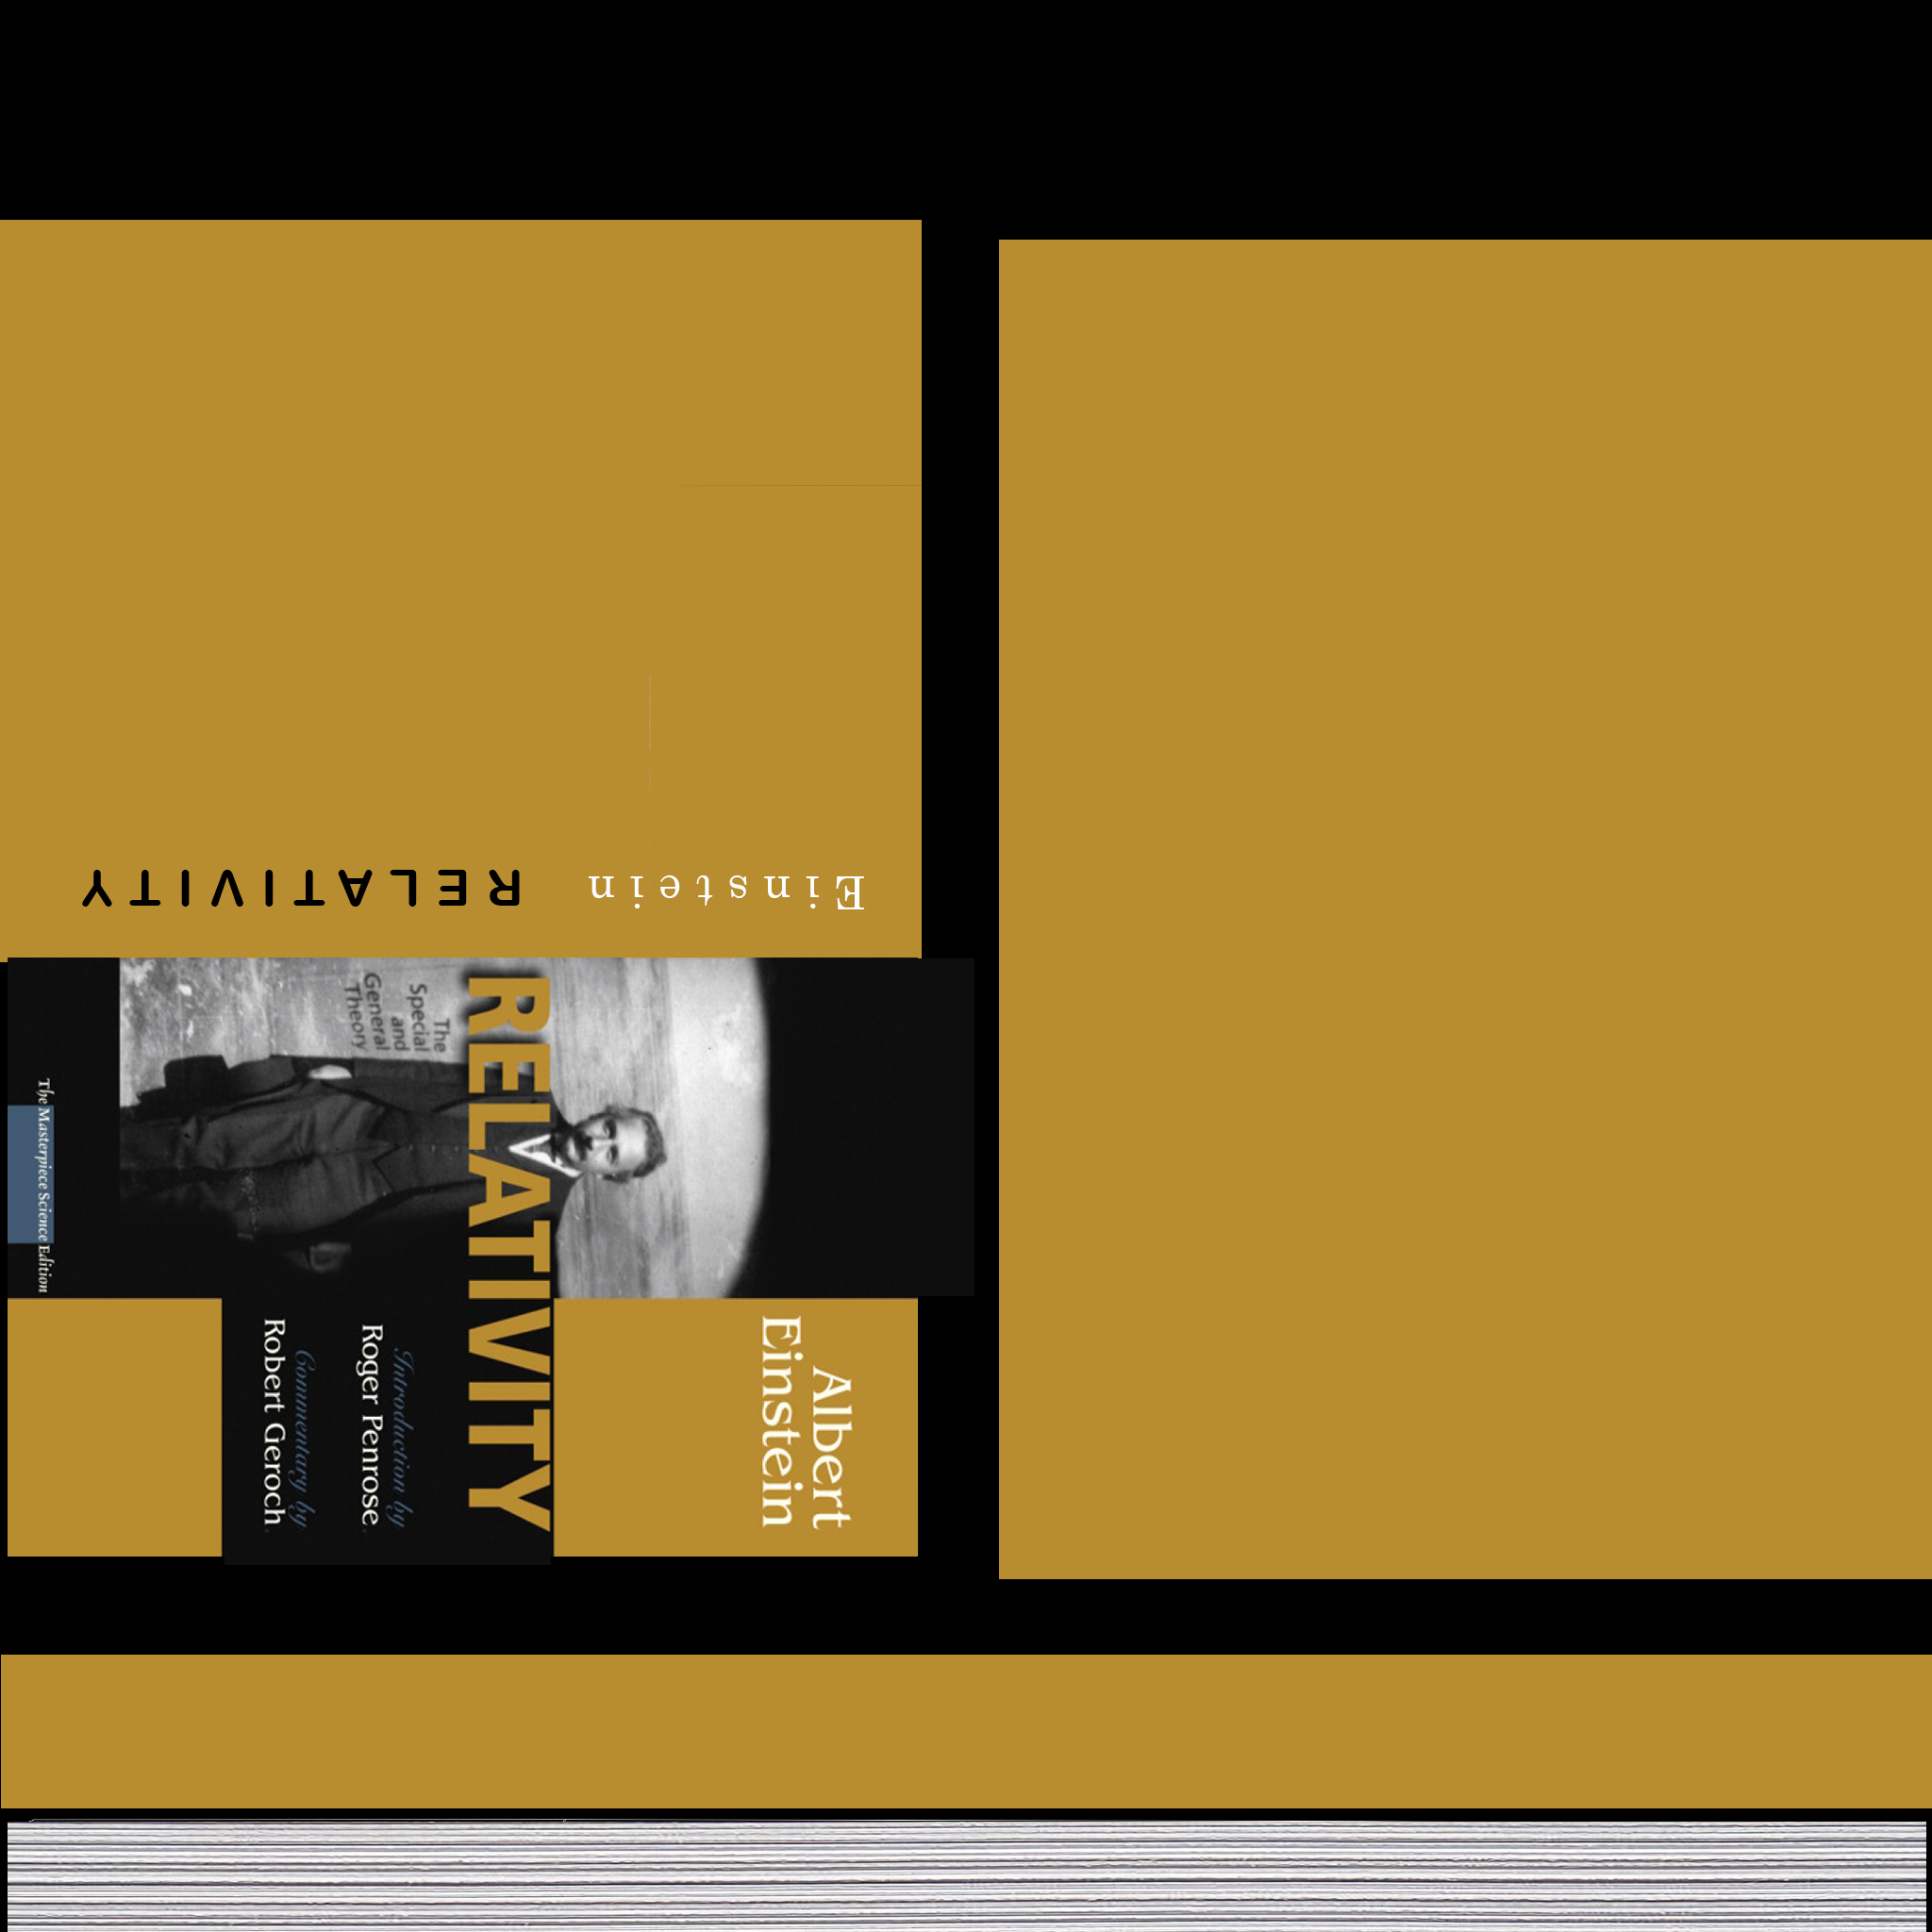 Einstein RELATIVITY
Albert
Einstein
RELATIVITY
The
Special
and
General
Theory
Introduction by
Roger Penrose
Commentary by
Robert Geroch
The Masterpiece Science Edition